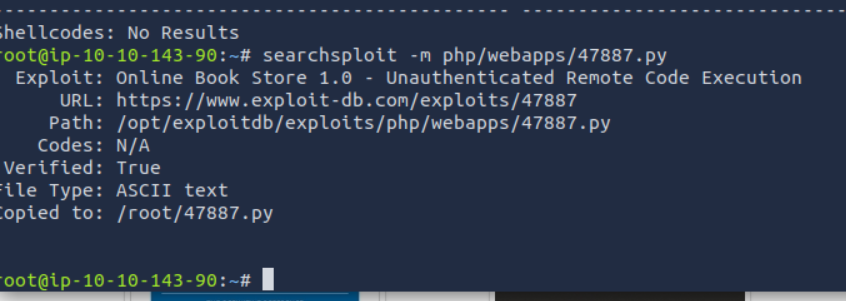 Shellcodes: No Results
root@ip-10-10-143-90:~# searchsploit -m php/webapps/47887.py
Exploit: Online Book Store 1.0 - Unauthenticated Remote Code Execution
URL: https://www.exploit-db.com/exploits/47887
Path: /opt/exploitdb/exploits/php/webapps/47887.py
Codes: N/A
Verified: True
File Type: ASCII text
Copied to: /root/47887.py
root@ip-10-10-143-90:~#